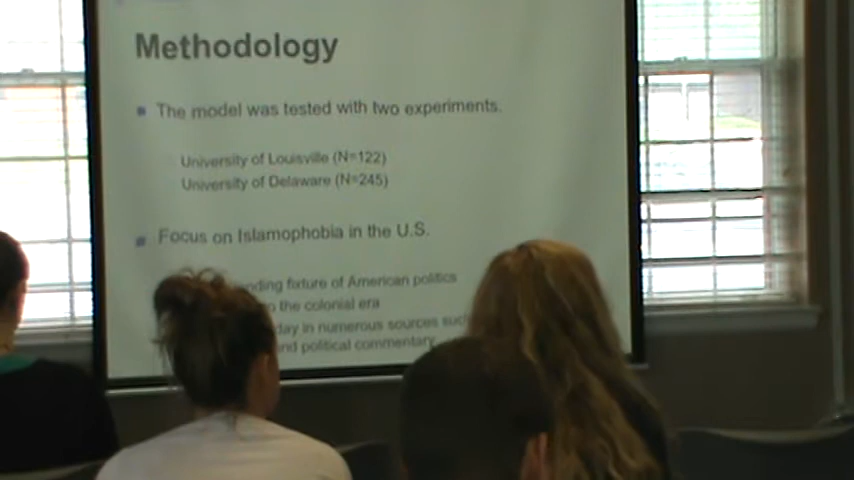 Methodology
The model was tested with two experiments.
University of Louisville (N=122)
University of Delaware (N=245)
Focus on Islamophobia in the U.S.
fixture of American politics
the colonial era
in numerous sources
political commentary